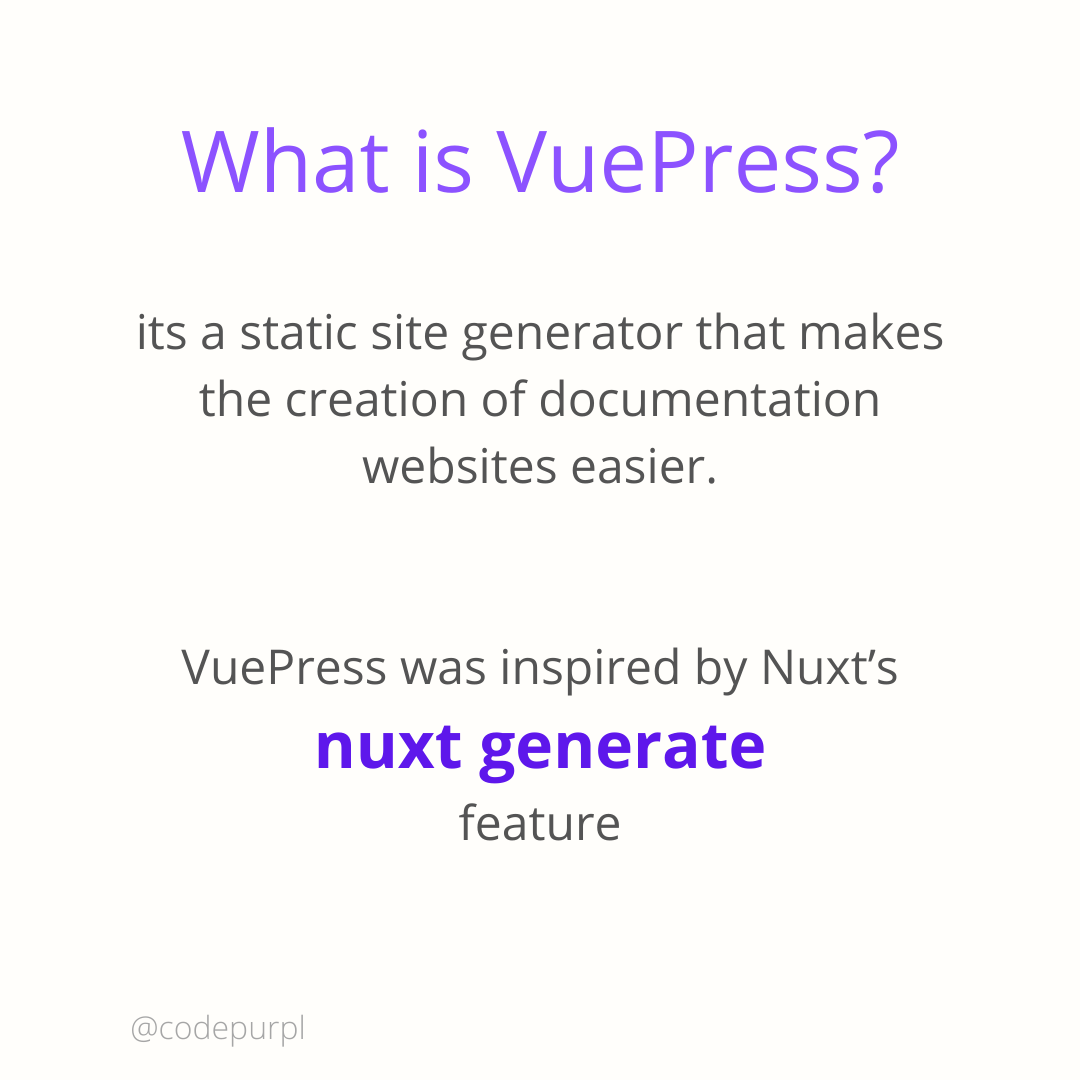 What is VuePress?
its a static site generator that makes
the creation of documentation
websites easier.
VuePress was inspired by Nuxt’s
nuxt generate
feature
@codepurpl